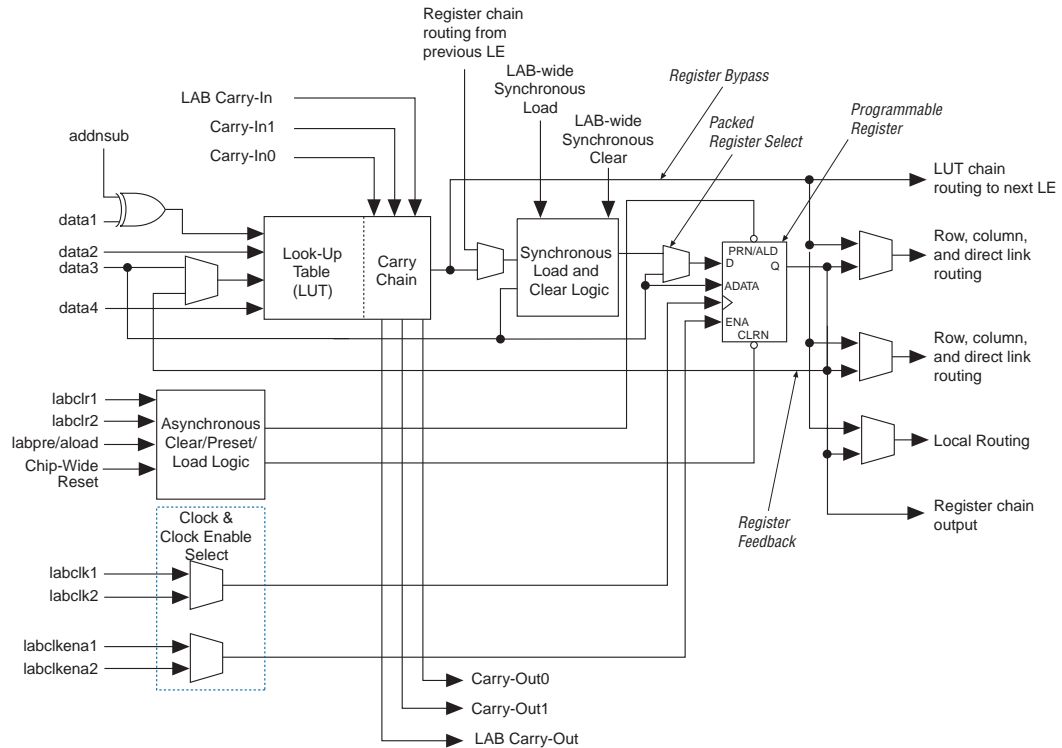 Register chain
routing from
previous LE
LAB-wide
Synchronous
Load
Register Bypass
LAB Carry-In
Programmable
Register
LAB-wide
Synchronous
Clear
Packed
Register Select
Carry-In1
addnsub
Carry-In0
LUT chain
routing to next LE
data1
data2
data3
data4
Look-Up
Table
(LUT)
Carry
Chain
Synchronous
Load and
Clear Logic
PRN/ALD
D
Q
ADATA
ENA
CLRN
Row, column,
and direct link
routing
Row, column,
and direct link
routing
labclr1
labclr2
labpre/aload
Chip-Wide
Reset
Asynchronous
Clear/Preset/
Load Logic
Local Routing
Register
Feedback
Register chain
output
Clock &
Clock Enable
Select
labclk1
labclk2
labclkena1
labclkena2
Carry-Out0
Carry-Out1
LAB Carry-Out